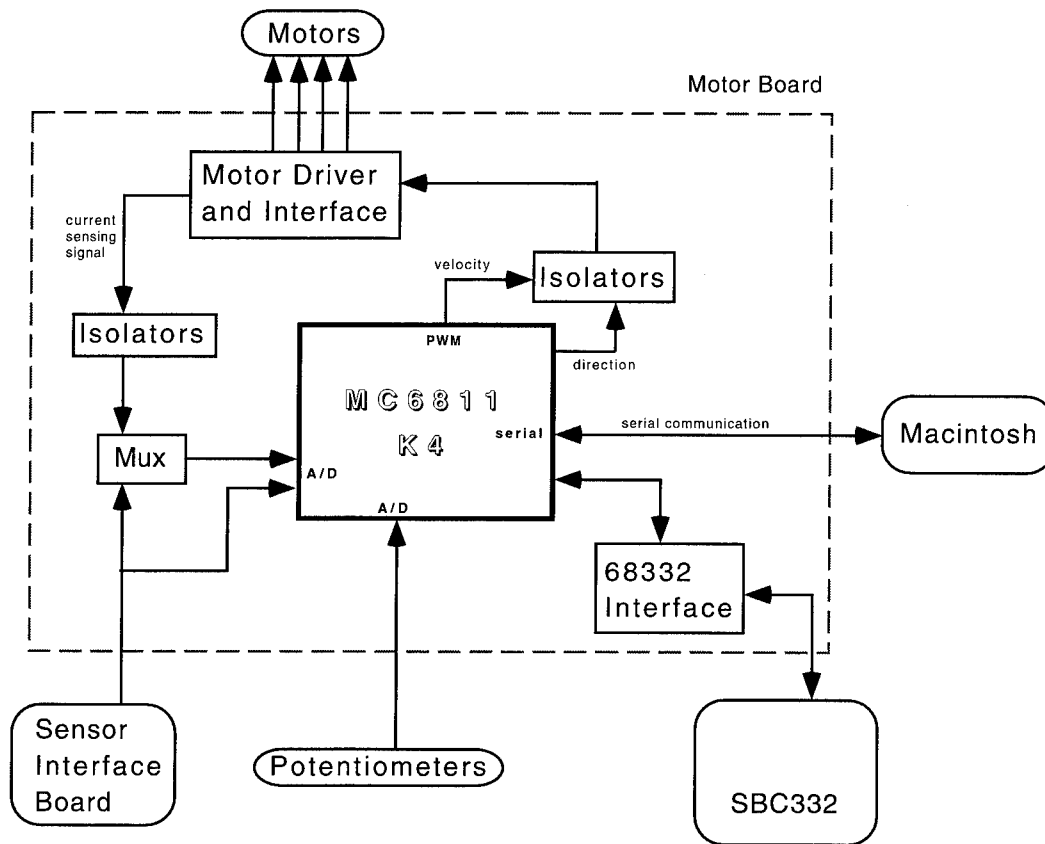 Motors
Motor Board
Motor Driver
and Interface
current
sensing
signal
velocity
Isolators
Isolators
PWM
direction
MC6811
K4
serial
serial communication
Macintosh
Mux
A/D
A/D
68332
Interface
Sensor
Interface
Board
Potentiometers
SBC332